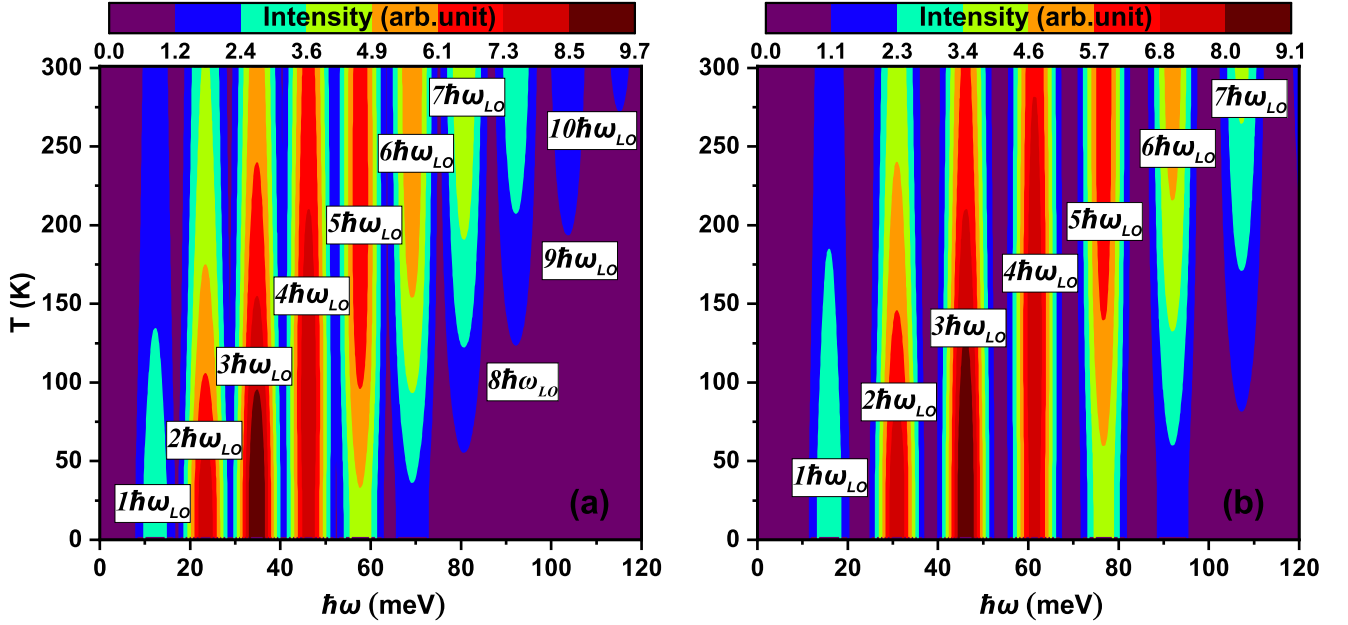 Intensity (arb.unit)
0.0 1.2 2.4 3.6 4.9 6.1 7.3 8.5 9.7
300
250
200
150
100
50
0
T (K)
7ħω_LO
10ħω_LO
6ħω_LO
5ħω_LO
9ħω_LO
4ħω_LO
3ħω_LO
8ħω_LO
2ħω_LO
1ħω_LO
(a)
0 20 40 60 80 100 120
ħω (meV)
Intensity (arb.unit)
0.0 1.1 2.3 3.4 4.6 5.7 6.8 8.0 9.1
300
250
200
150
100
50
0
7ħω_LO
6ħω_LO
5ħω_LO
4ħω_LO
3ħω_LO
2ħω_LO
1ħω_LO
(b)
0 20 40 60 80 100 120
ħω (meV)